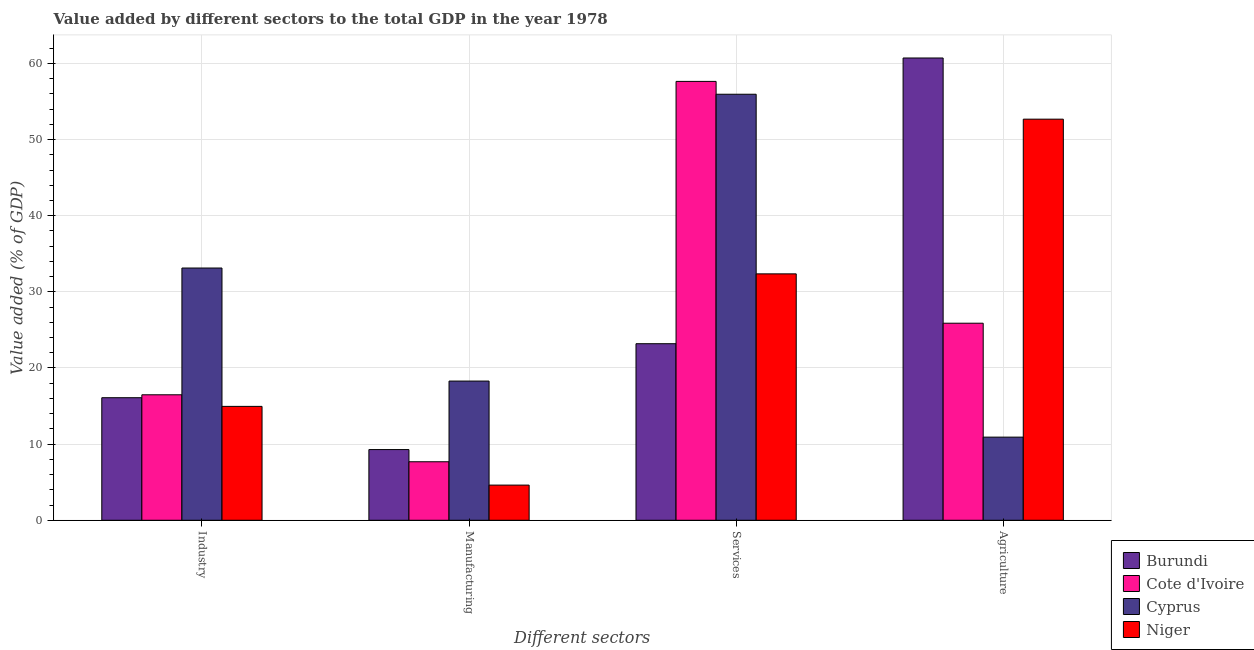 Value added by different sectors to the total GDP in the year 1978
Value added (% of GDP)
60
50
40
30
20
10
0
Industry
Manufacturing
Services
Agriculture
Different sectors
Burundi
Cote d'Ivoire
Cyprus
Niger